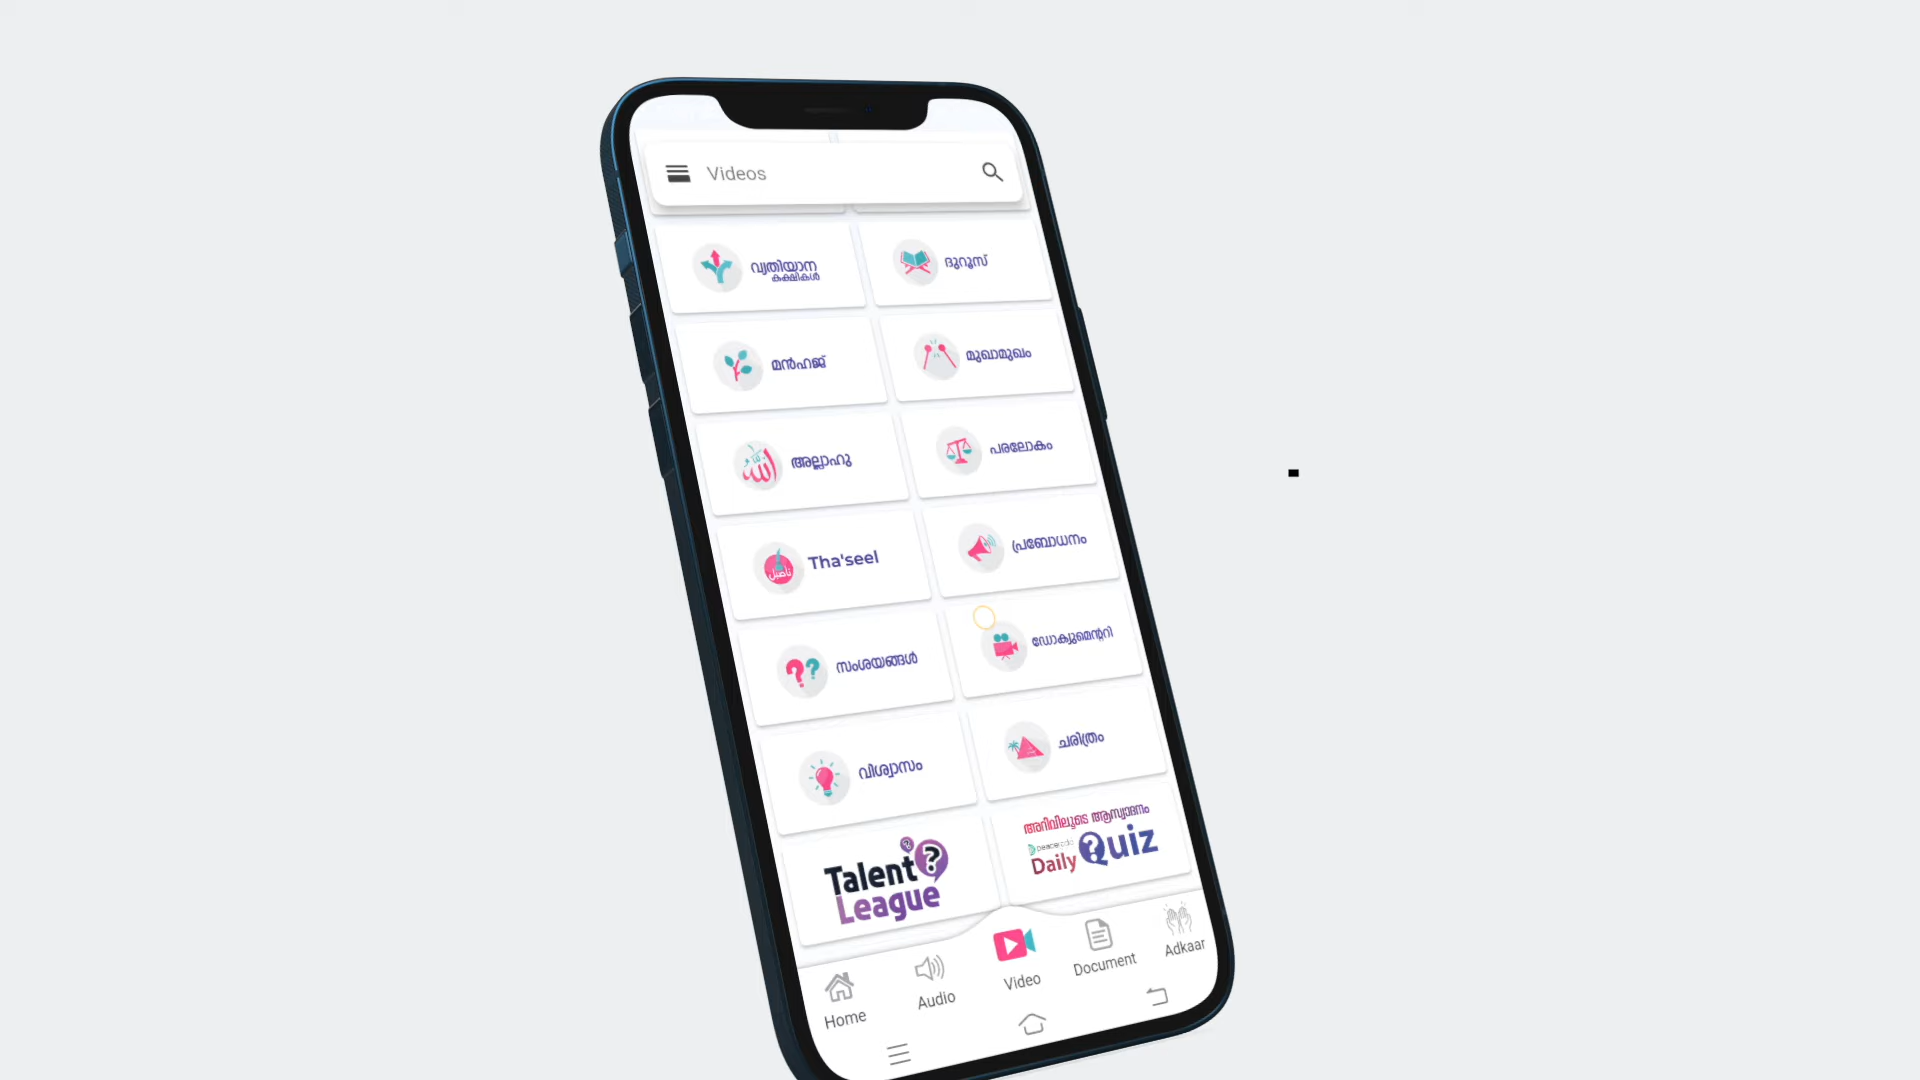 Videos
വ്യതിയാന
കക്ഷികൾ
ദുറൂസ്
മൻഹജ്
മുഖാമുഖം
അല്ലാഹു
പരലോകം
Tha'seel
പ്രബോധനം
സംശയങ്ങൾ
ഡോക്യുമെന്ററി
വിശ്വാസം
ചരിത്രം
Talent
League
അറിവിലൂടെ ആസ്വാദനം
peaceradio
Daily Quiz
Home
Audio
Video
Document
Adkaar